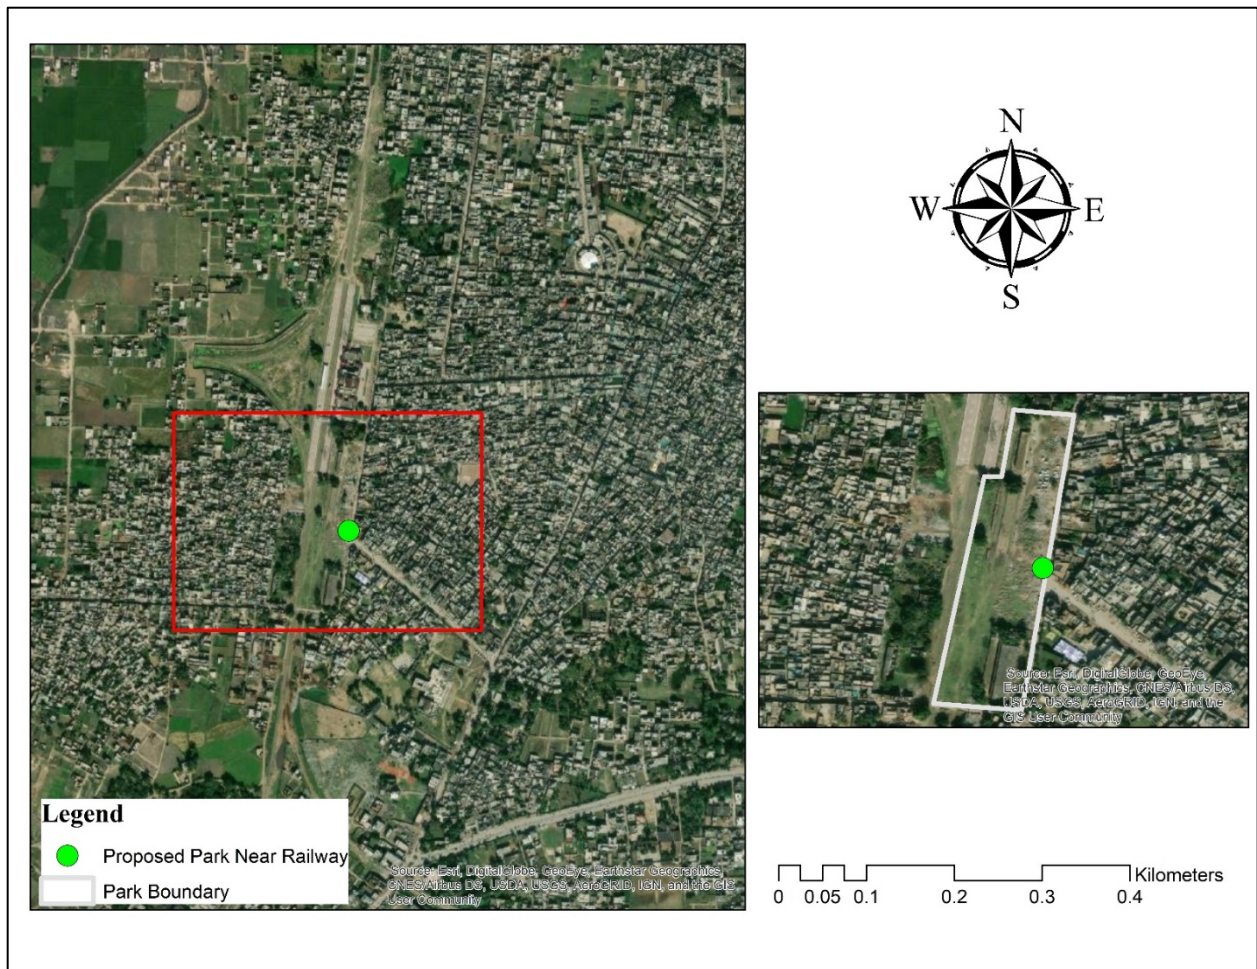 N
W
E
S
Legend
Proposed Park Near Railway
Park Boundary
Source: Esri, DigitalGlobe, GeoEye, Earthstar Geographics,
CNES/Airbus DS, USDA, USGS, AeroGRID, IGN, and the GIS
User Community
Source: Esri, DigitalGlobe, GeoEye,
Earthstar Geographics, CNES/Airbus DS,
USDA, USGS, AeroGRID, IGN, and the
GIS User Community
Kilometers
0 0.05 0.1 0.2 0.3 0.4